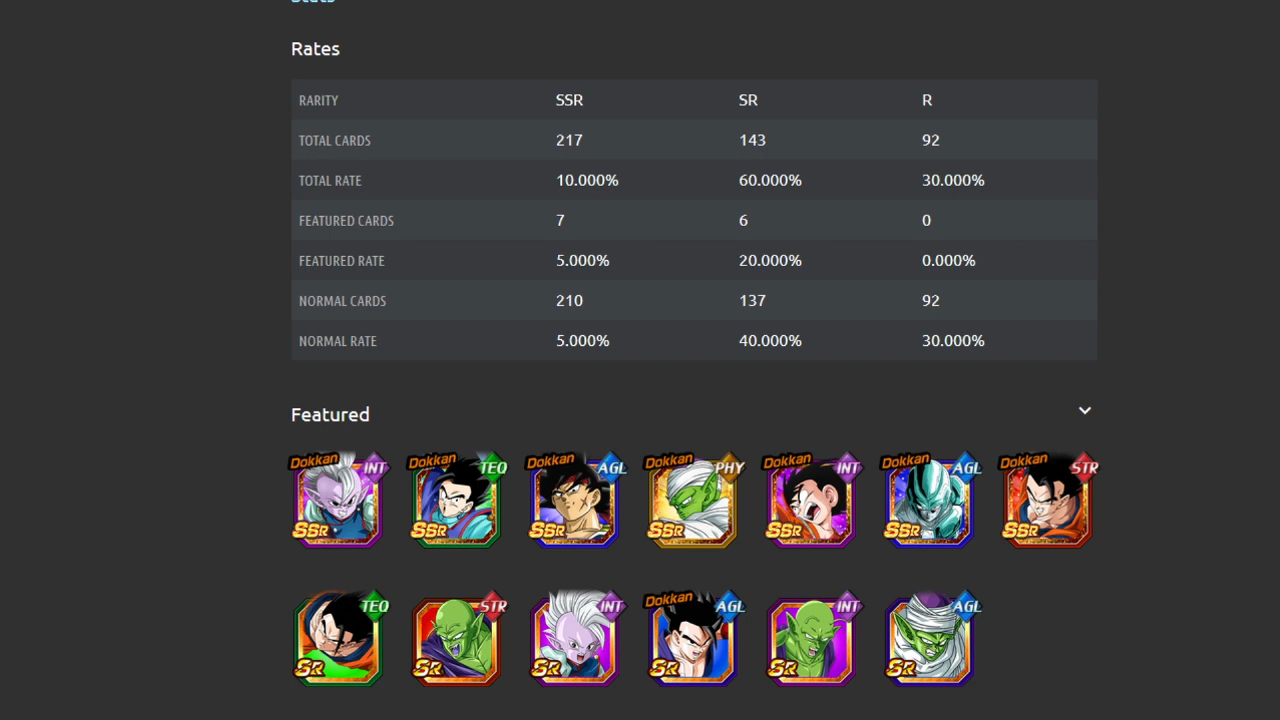 Stats
Rates
RARITY SSR SR R
TOTAL CARDS 217 143 92
TOTAL RATE 10.000% 60.000% 30.000%
FEATURED CARDS 7 6 0
FEATURED RATE 5.000% 20.000% 0.000%
NORMAL CARDS 210 137 92
NORMAL RATE 5.000% 40.000% 30.000%
Featured
Dokkan INT Dokkan TEQ Dokkan AGL Dokkan PHY Dokkan INT Dokkan AGL Dokkan STR
SSR SSR SSR SSR SSR SSR SSR
TEQ STR INT Dokkan AGL INT AGL
SR SR SR SR SR SR